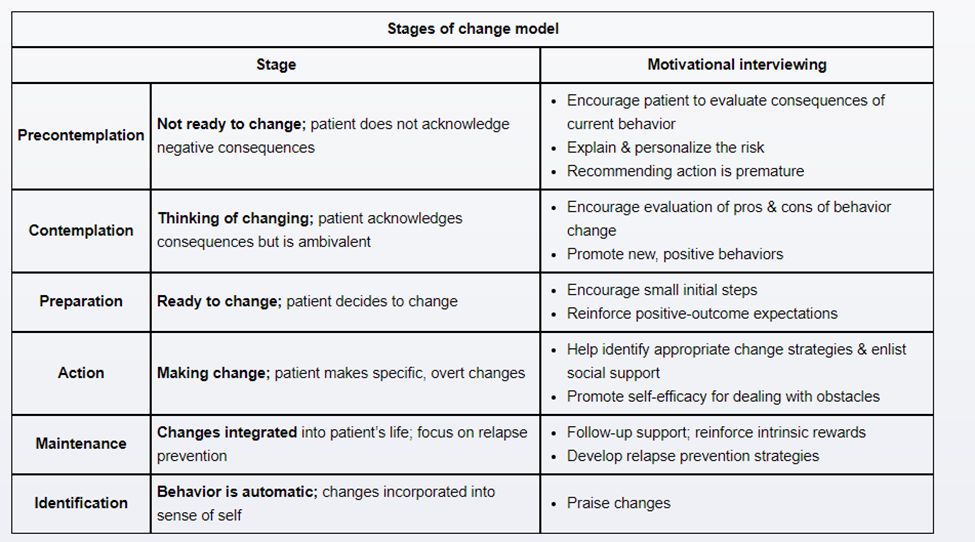 Stages of change model
Stage
Motivational interviewing
Precontemplation
Not ready to change; patient does not acknowledge
negative consequences
• Encourage patient to evaluate consequences of
current behavior
• Explain & personalize the risk
• Recommending action is premature
Contemplation
Thinking of changing; patient acknowledges
consequences but is ambivalent
• Encourage evaluation of pros & cons of behavior
change
• Promote new, positive behaviors
Preparation
Ready to change; patient decides to change
• Encourage small initial steps
• Reinforce positive-outcome expectations
Action
Making change; patient makes specific, overt changes
• Help identify appropriate change strategies & enlist
social support
• Promote self-efficacy for dealing with obstacles
Maintenance
Changes integrated into patient's life; focus on relapse
prevention
• Follow-up support; reinforce intrinsic rewards
• Develop relapse prevention strategies
Identification
Behavior is automatic; changes incorporated into
sense of self
• Praise changes